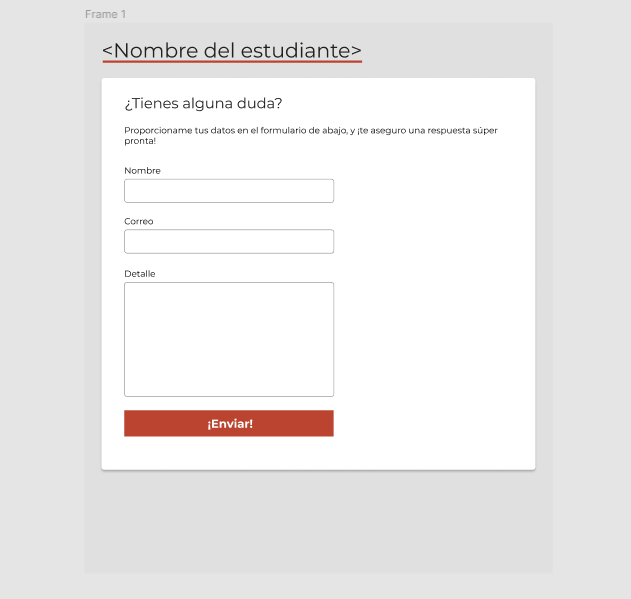 Frame 1
<Nombre del estudiante>
¿Tienes alguna duda?
Proporcioname tus datos en el formulario de abajo, y ¡te aseguro una respuesta súper
pronta!
Nombre
Correo
Detalle
¡Enviar!